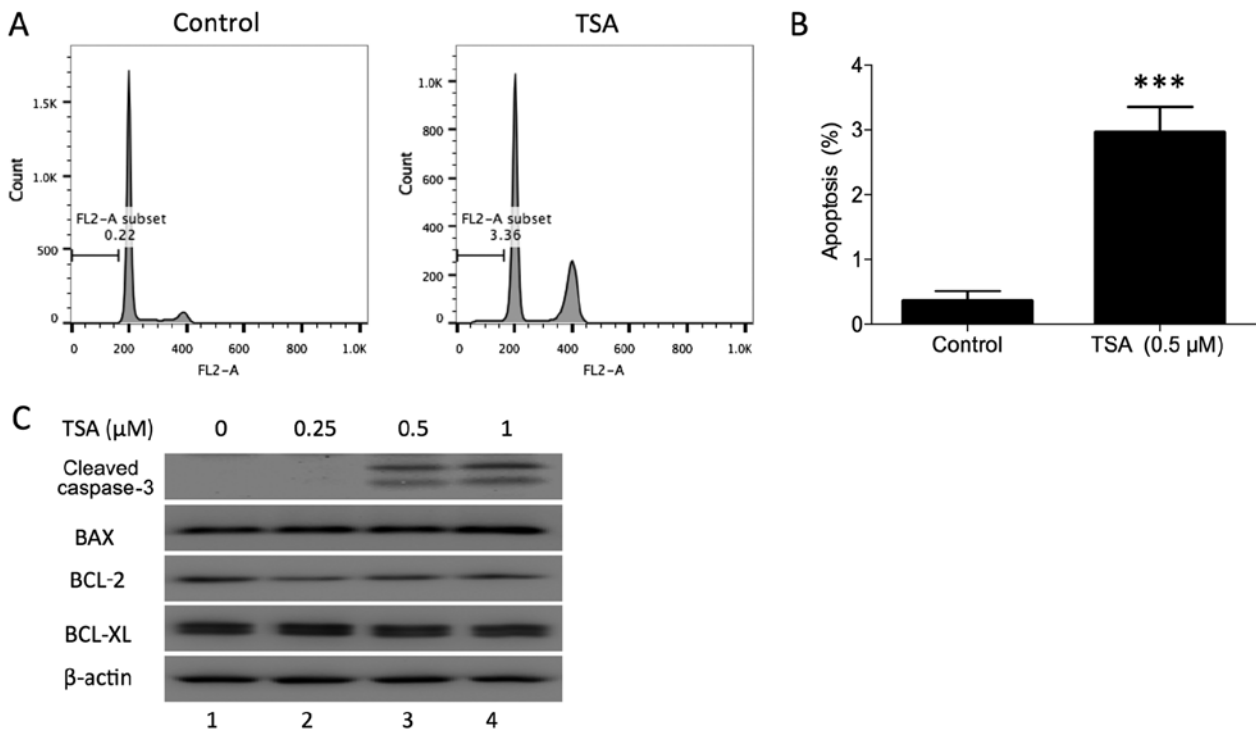 A
Control
TSA
1.5K
1.0K
500
0
Count
FL2-A subset
0.22
0 200 400 600 800 1.0K
FL2-A
1.0K
800
600
400
200
0
Count
FL2-A subset
3.36
0 200 400 600 800 1.0K
FL2-A
B
4
3
2
1
0
Apoptosis (%)
***
Control TSA (0.5 µM)
C
TSA (µM) 0 0.25 0.5 1
Cleaved
caspase-3
BAX
BCL-2
BCL-XL
β-actin
1 2 3 4